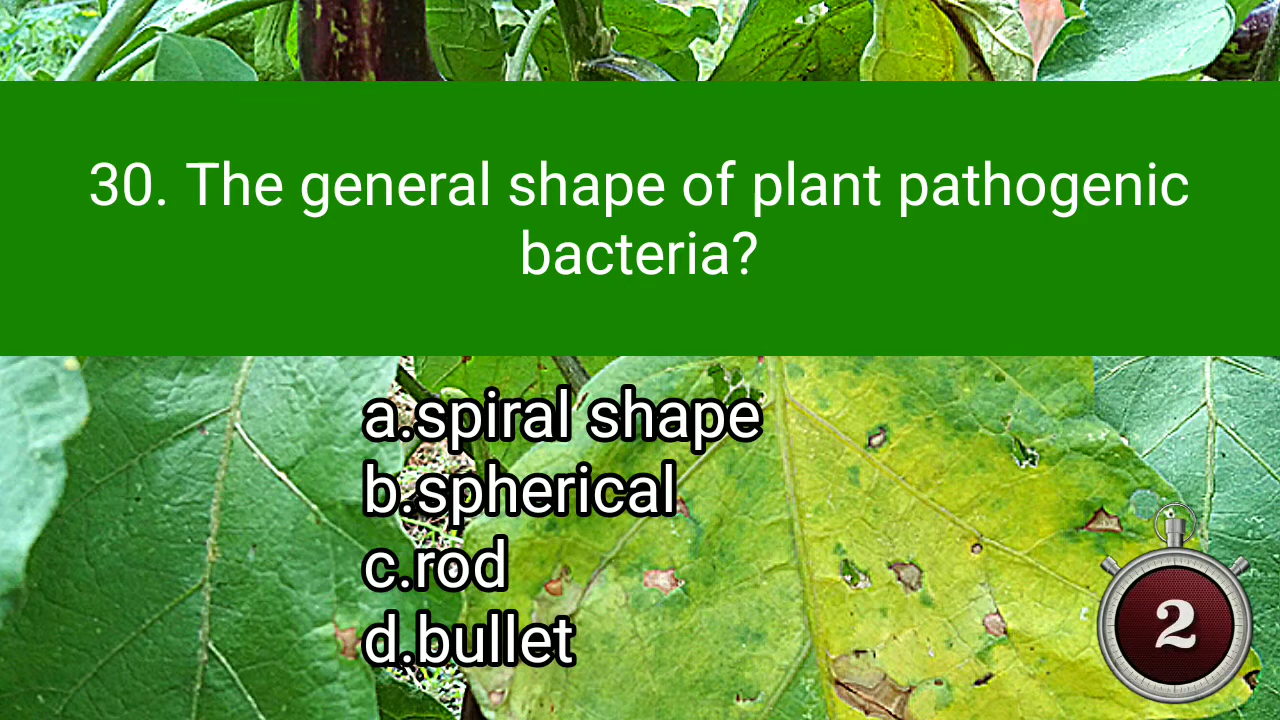 30. The general shape of plant pathogenic
bacteria?
a.spiral shape
b.spherical
c.rod
d.bullet
2